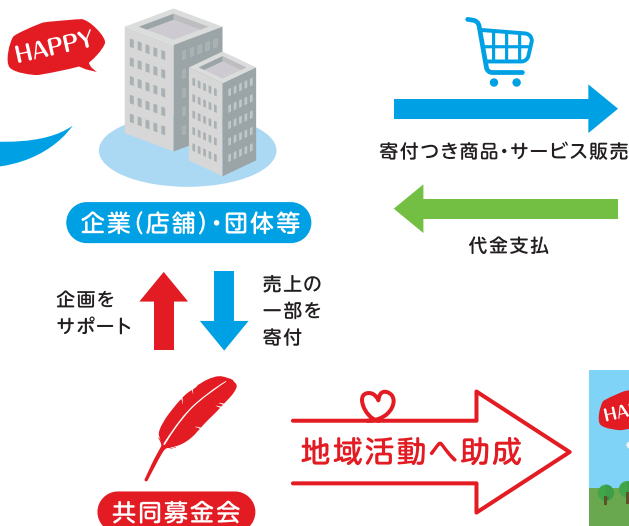 HAPPY
寄付つき商品・サービス販売
企業(店舗)・団体等
代金支払
企画を
サポート
売上の
一部を
寄付
地域活動へ助成
共同募金会